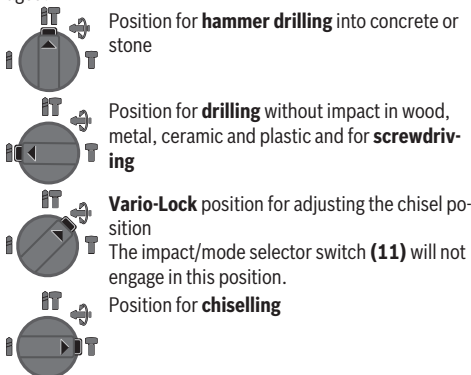 Position for hammer drilling into concrete or
stone
Position for drilling without impact in wood,
metal, ceramic and plastic and for screwdriv-
ing
Vario-Lock position for adjusting the chisel po-
sition
The impact/mode selector switch (11) will not
engage in this position.
Position for chiselling